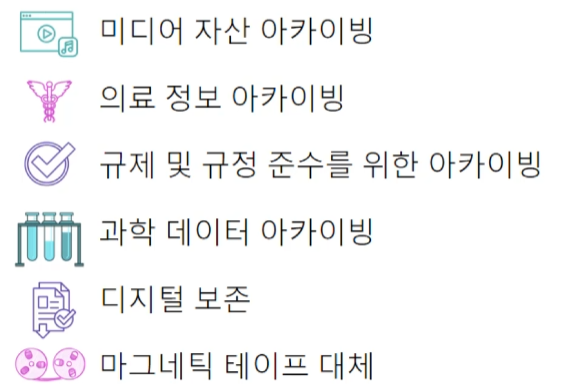 미디어 자산 아카이빙
의료 정보 아카이빙
규제 및 규정 준수를 위한 아카이빙
과학 데이터 아카이빙
디지털 보존
마그네틱 테이프 대체